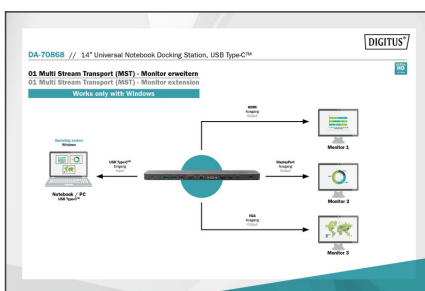 DIGITUS®
DA-70868 // 14" Universal Notebook Docking Station, USB Type-C™
ULTRA
HD
01 Multi Stream Transport (MST) - Monitor erweitern
01 Multi Stream Transport (MST) - Monitor extension
Works only with Windows
HDMI
Ausgang
Output
Monitor 1
Operating system
Windows
USB Type-C™
Eingang
Input
Notebook / PC
USB Type-C™
DisplayPort
Ausgang
Output
Monitor 2
VGA
Ausgang
Output
Monitor 3